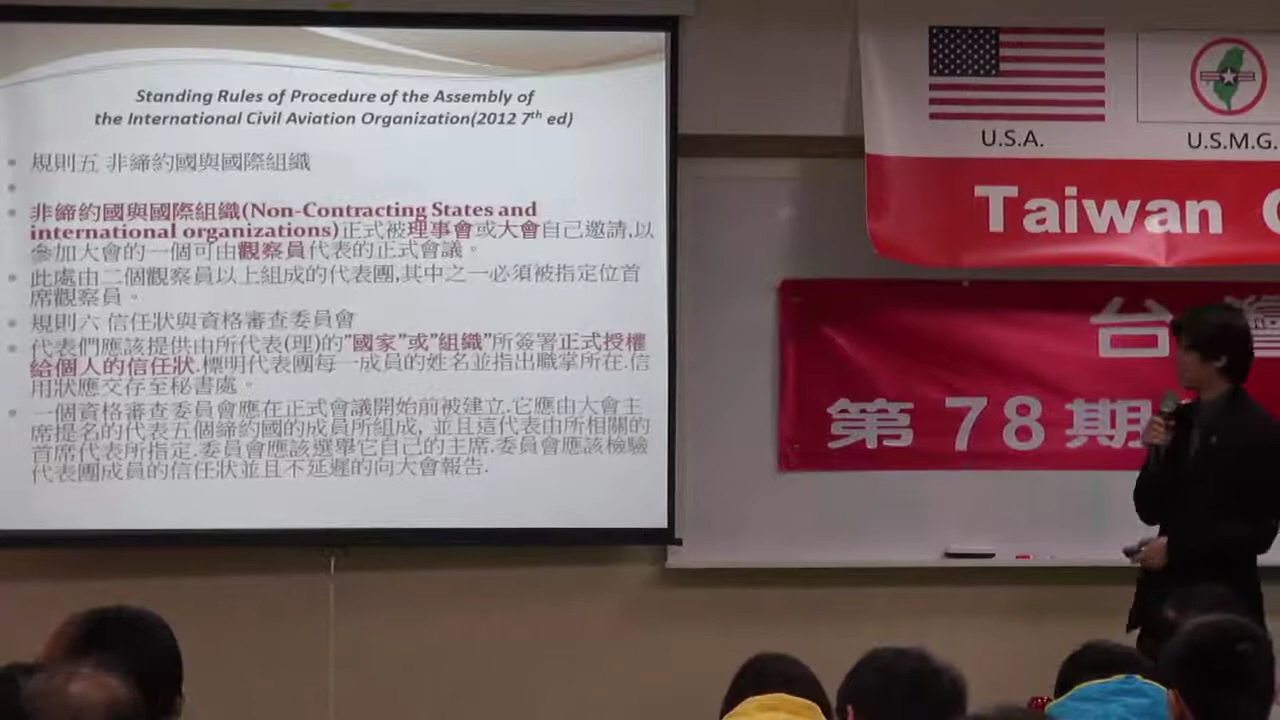 Standing Rules of Procedure of the Assembly of
the International Civil Aviation Organization(2012 7th ed)
規則五 非締約國與國際組織
非締約國與國際組織(Non-Contracting States and
international organizations)正式被理事會或大會自己邀請,以
參加大會的一個可由觀察員代表的正式會議。
此處由二個觀察員以上組成的代表團,其中之一必須被指定位首
席觀察員。
規則六 信任狀與資格審查委員會
代表們應該提供由所代表(理)的"國家"或"組織"所簽署正式授權
給個人的信任狀.標明代表團每一成員的姓名並指出職掌所在.信
用狀應交存至秘書處。
一個資格審查委員會應在正式會議開始前被建立.它應由大會主
席提名的代表五個締約國的成員所組成, 並且這代表由所相關的
首席代表所指定.委員會應該選舉它自己的主席.委員會應該檢驗
代表團成員的信任狀並且不延遲的向大會報告.
U.S.A.
U.S.M.G.
Taiwan
台灣
第 78 期